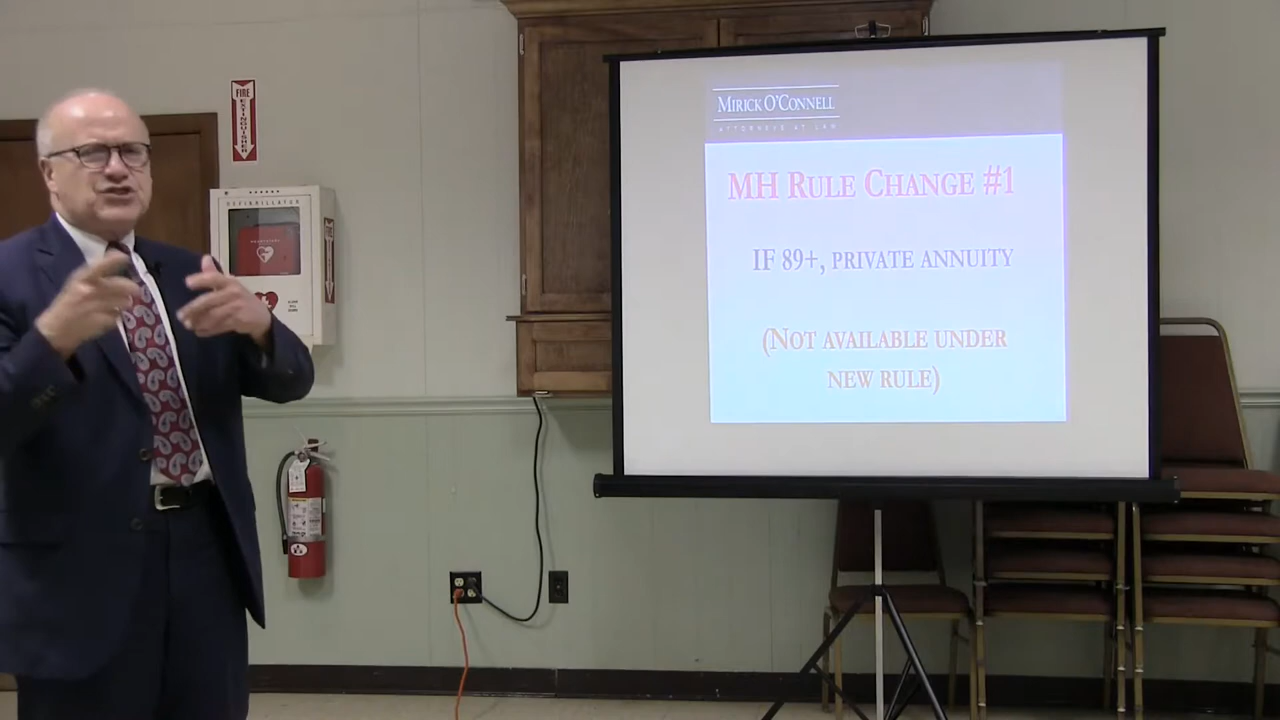 FIRE
EXTINGUISHER
DEFIBRILLATOR
MIRICK O'CONNELL
ATTORNEYS AT LAW
MH RULE CHANGE #1
IF 89+, PRIVATE ANNUITY
(NOT AVAILABLE UNDER
NEW RULE)